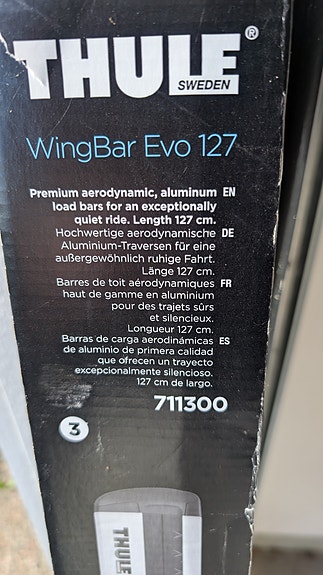 THULE®
SWEDEN
WingBar Evo 127
Premium aerodynamic, aluminum EN
load bars for an exceptionally
quiet ride. Length 127 cm.
Hochwertige aerodynamische DE
Aluminium-Traversen für eine
außergewöhnlich ruhige Fahrt.
Länge 127 cm.
Barres de toit aérodynamiques FR
haut de gamme en aluminium
pour des trajets sûrs
et silencieux.
Longueur 127 cm.
Barras de carga aerodinámicas ES
de aluminio de primera calidad
que ofrecen un trayecto
excepcionalmente silencioso.
127 cm de largo.
711300
3
THULE